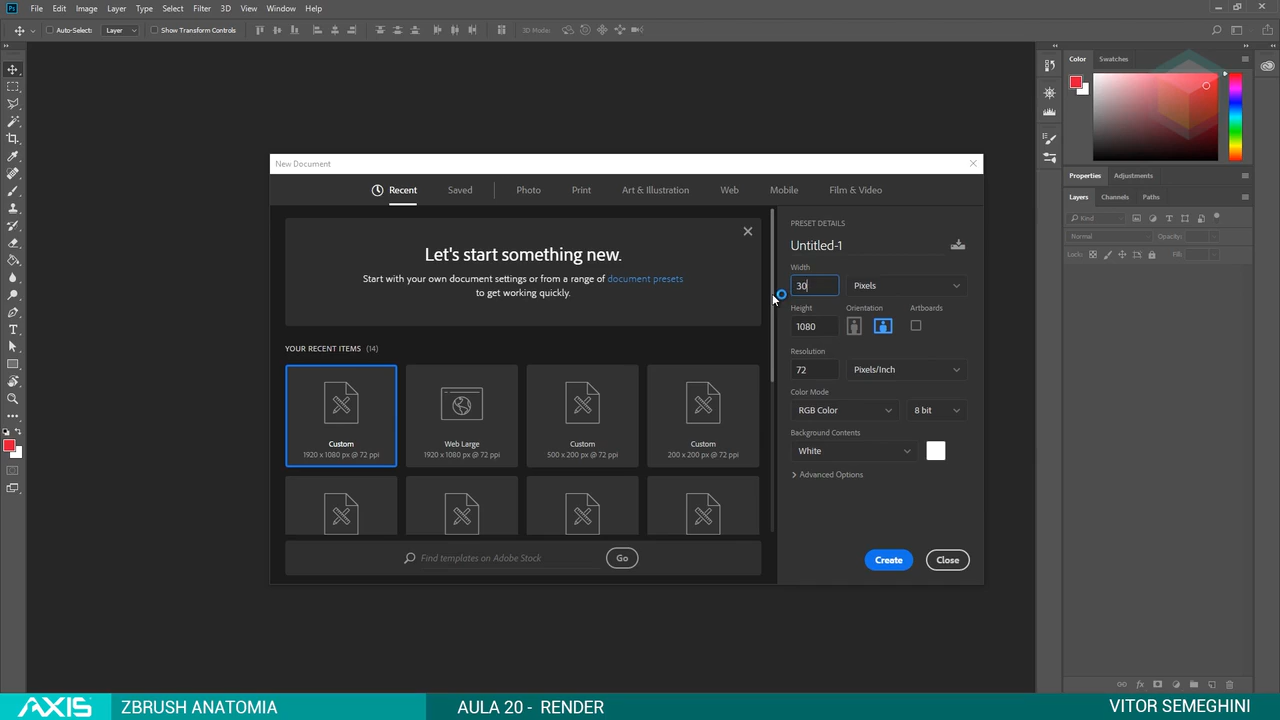 Ps File Edit Image Layer Type Select Filter 3D View Window Help
Auto-Select: Layer Show Transform Controls 3D Mode:
New Document
Recent Saved Photo Print Art & Illustration Web Mobile Film & Video
Let's start something new.
Start with your own document settings or from a range of document presets
to get working quickly.
YOUR RECENT ITEMS (14)
Custom
1920 x 1080 px @ 72 ppi
Web Large
1920 x 1080 px @ 72 ppi
Custom
500 x 200 px @ 72 ppi
Custom
200 x 200 px @ 72 ppi
Find templates on Adobe Stock Go
PRESET DETAILS
Untitled-1
Width
30 Pixels
Height Orientation Artboards
1080
Resolution
72 Pixels/Inch
Color Mode
RGB Color 8 bit
Background Contents
White
Advanced Options
Create Close
Color Swatches
Properties Adjustments
Layers Channels Paths
Kind
Normal Opacity:
Lock: Fill:
AXIS ZBRUSH ANATOMIA AULA 20 - RENDER VITOR SEMEGHINI